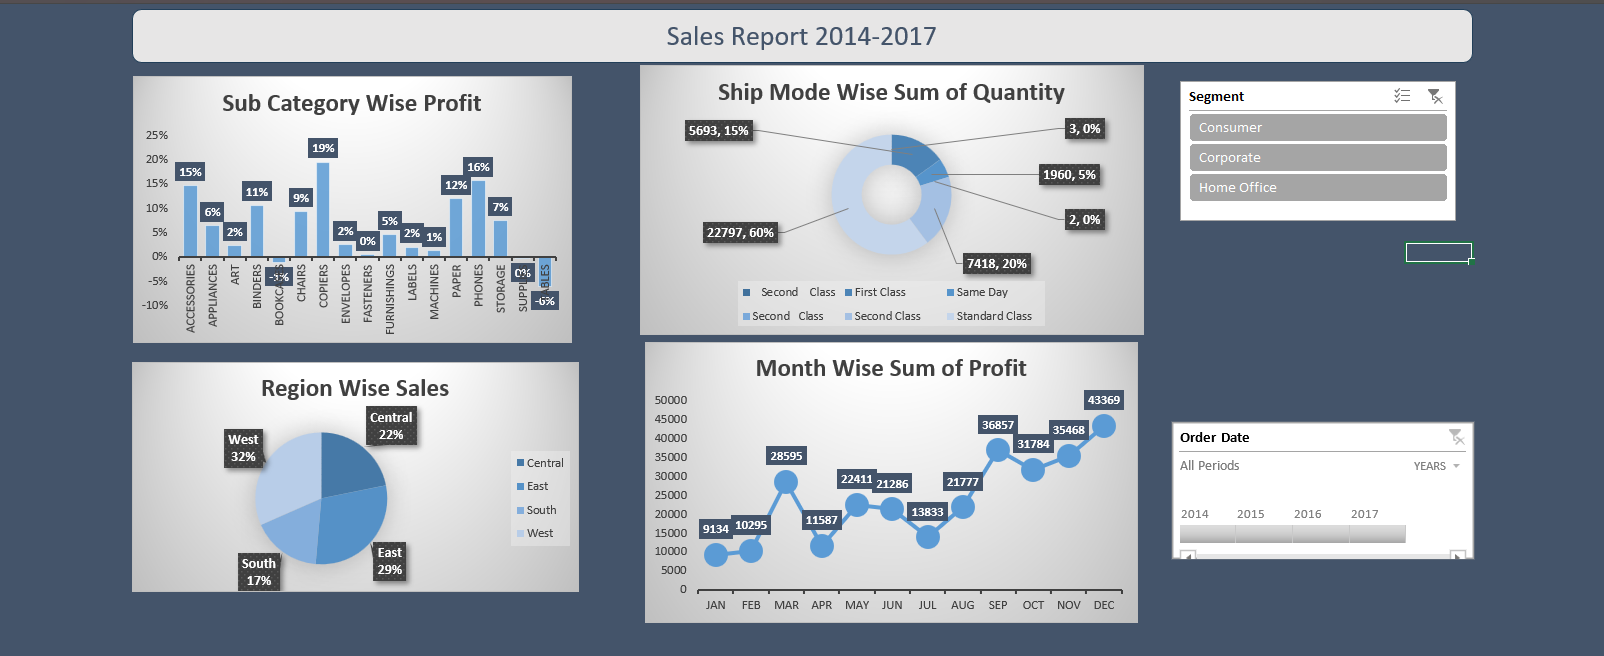 Sales Report 2014-2017
Sub Category Wise Profit
25%
20%
15%
10%
5%
0%
-5%
-10%
15%
6%
2%
11%
-1%
9%
19%
2%
0%
5%
2%
1%
12%
16%
7%
0%
-6%
ACCESSORIES
APPLIANCES
ART
BINDERS
CHAIRS
COPIERS
ENVELOPES
FASTENERS
FURNISHINGS
LABELS
MACHINES
PAPER
PHONES
STORAGE
Ship Mode Wise Sum of Quantity
5693, 15%
3, 0%
1960, 5%
2, 0%
22797, 60%
7418, 20%
Second   Class
First Class
Same Day
Second   Class
Second Class
Standard Class
Segment
Consumer
Corporate
Home Office
Region Wise Sales
Central
22%
West
32%
South
17%
East
29%
Central
East
South
West
Month Wise Sum of Profit
50000
45000
40000
35000
30000
25000
20000
15000
10000
5000
0
9134
10295
28595
11587
22411
21286
13833
21777
36857
31784
35468
43369
JAN FEB MAR APR MAY JUN JUL AUG SEP OCT NOV DEC
Order Date
All Periods
YEARS
2014 2015 2016 2017